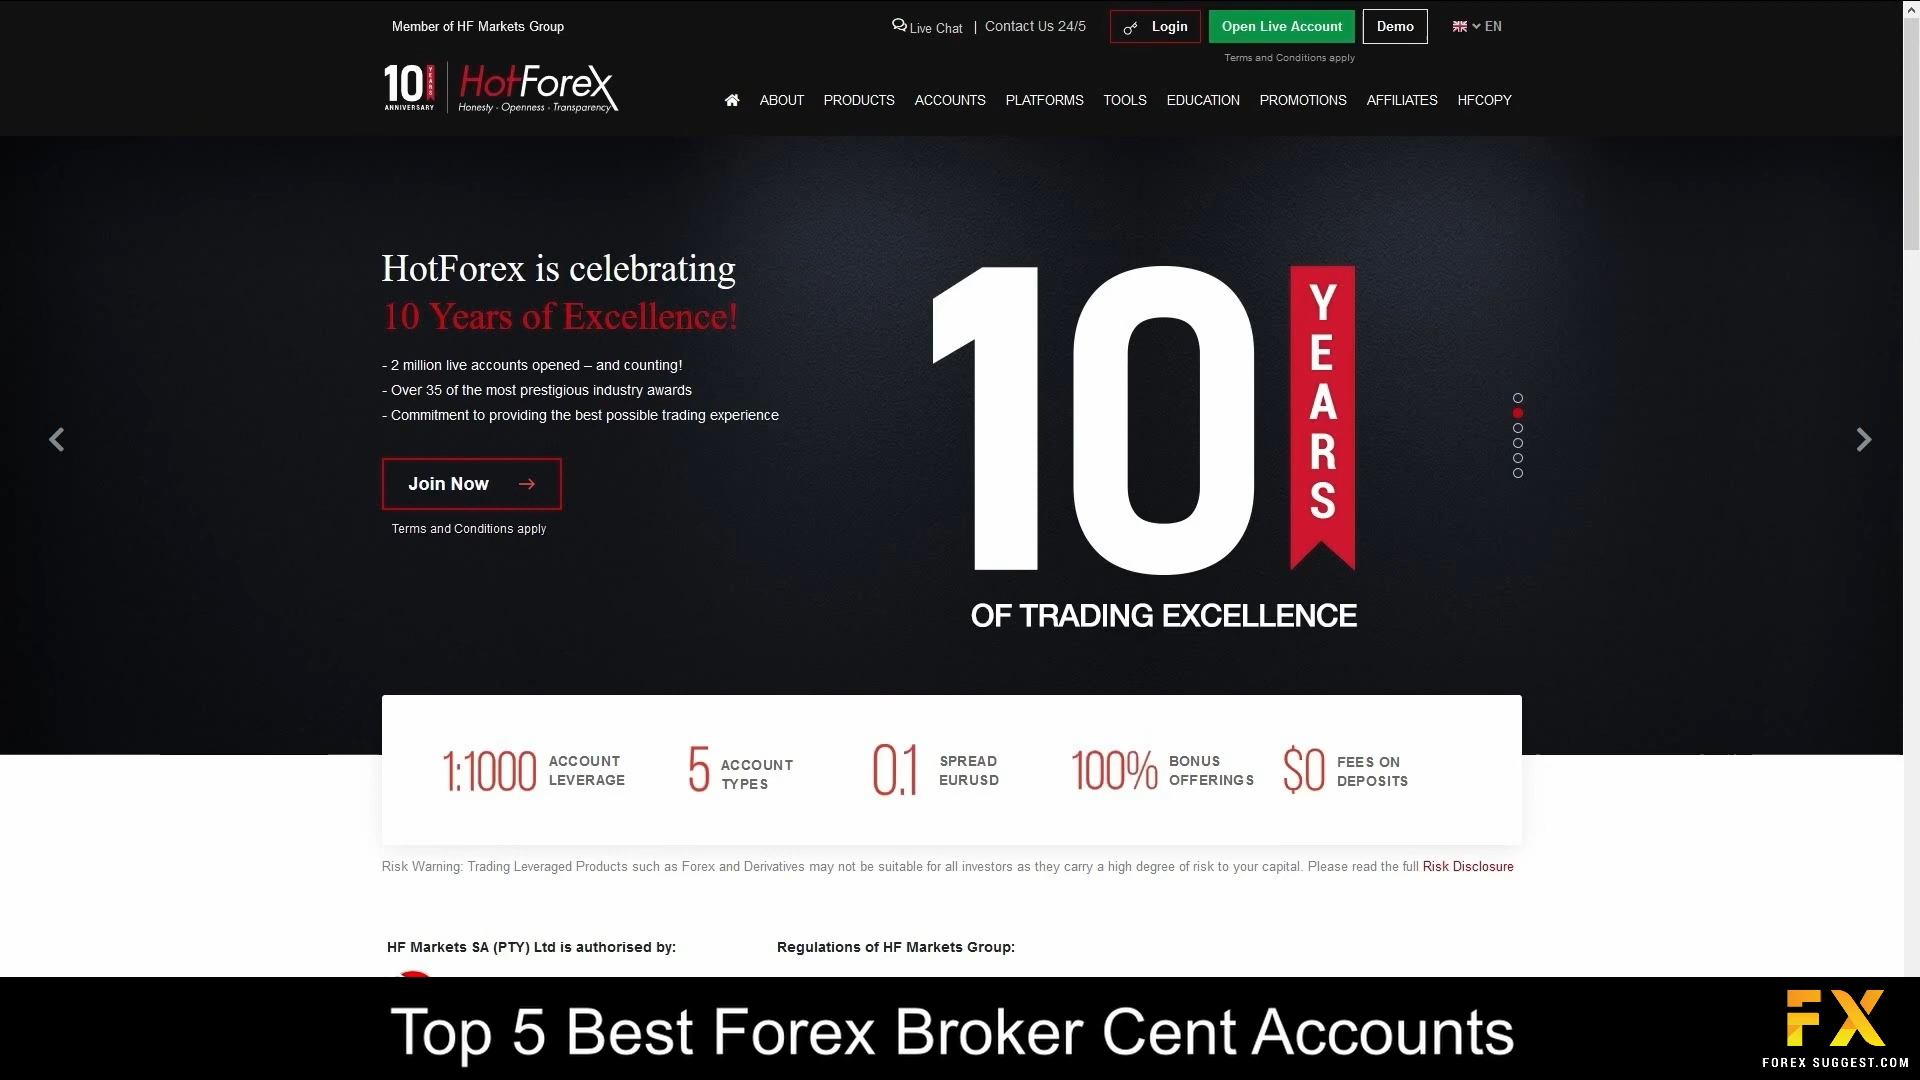 Member of HF Markets Group
Live Chat | Contact Us 24/5
Login
Open Live Account
Demo
EN
Terms and Conditions apply
10 YEARS
ANNIVERSARY
HotForex
Honesty - Openness - Transparency
ABOUT PRODUCTS ACCOUNTS PLATFORMS TOOLS EDUCATION PROMOTIONS AFFILIATES HFCOPY
HotForex is celebrating
10 Years of Excellence!
- 2 million live accounts opened – and counting!
- Over 35 of the most prestigious industry awards
- Commitment to providing the best possible trading experience
Join Now
Terms and Conditions apply
10 YEARS
OF TRADING EXCELLENCE
1:1000 ACCOUNT
LEVERAGE
5 ACCOUNT
TYPES
0.1 SPREAD
EURUSD
100% BONUS
OFFERINGS
$0 FEES ON
DEPOSITS
Risk Warning: Trading Leveraged Products such as Forex and Derivatives may not be suitable for all investors as they carry a high degree of risk to your capital. Please read the full Risk Disclosure
HF Markets SA (PTY) Ltd is authorised by:
Regulations of HF Markets Group:
Top 5 Best Forex Broker Cent Accounts
FX
FOREX SUGGEST.COM